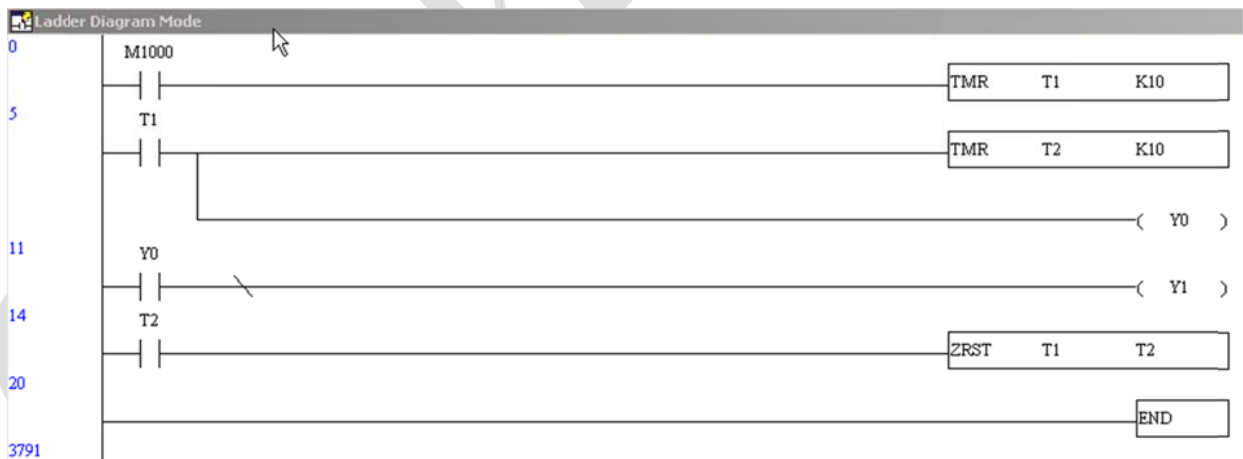 Ladder Diagram Mode
0
M1000
TMR T1 K10
5
T1
TMR T2 K10
( Y0 )
11
Y0
( Y1 )
14
T2
ZRST T1 T2
20
END
3791